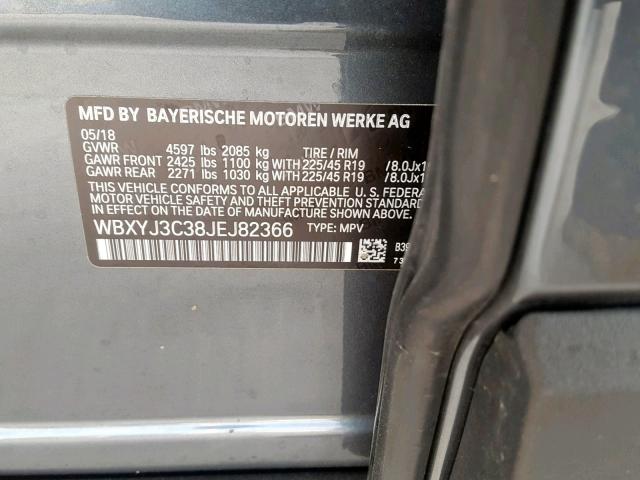 MFD BY BAYERISCHE MOTOREN WERKE AG
05/18
GVWR 4597 lbs 2085 kg TIRE / RIM
GAWR FRONT 2425 lbs 1100 kg WITH 225/45 R19 /8.0Jx1
GAWR REAR 2271 lbs 1030 kg WITH 225/45 R19 /8.0Jx1
THIS VEHICLE CONFORMS TO ALL APPLICABLE U. S. FEDERA
MOTOR VEHICLE SAFETY AND THEFT PREVENTION
IN EFFECT ON THE DATE OF MANUFACTURE SHOWN
WBXYJ3C38JEJ82366 TYPE: MPV
B39
73